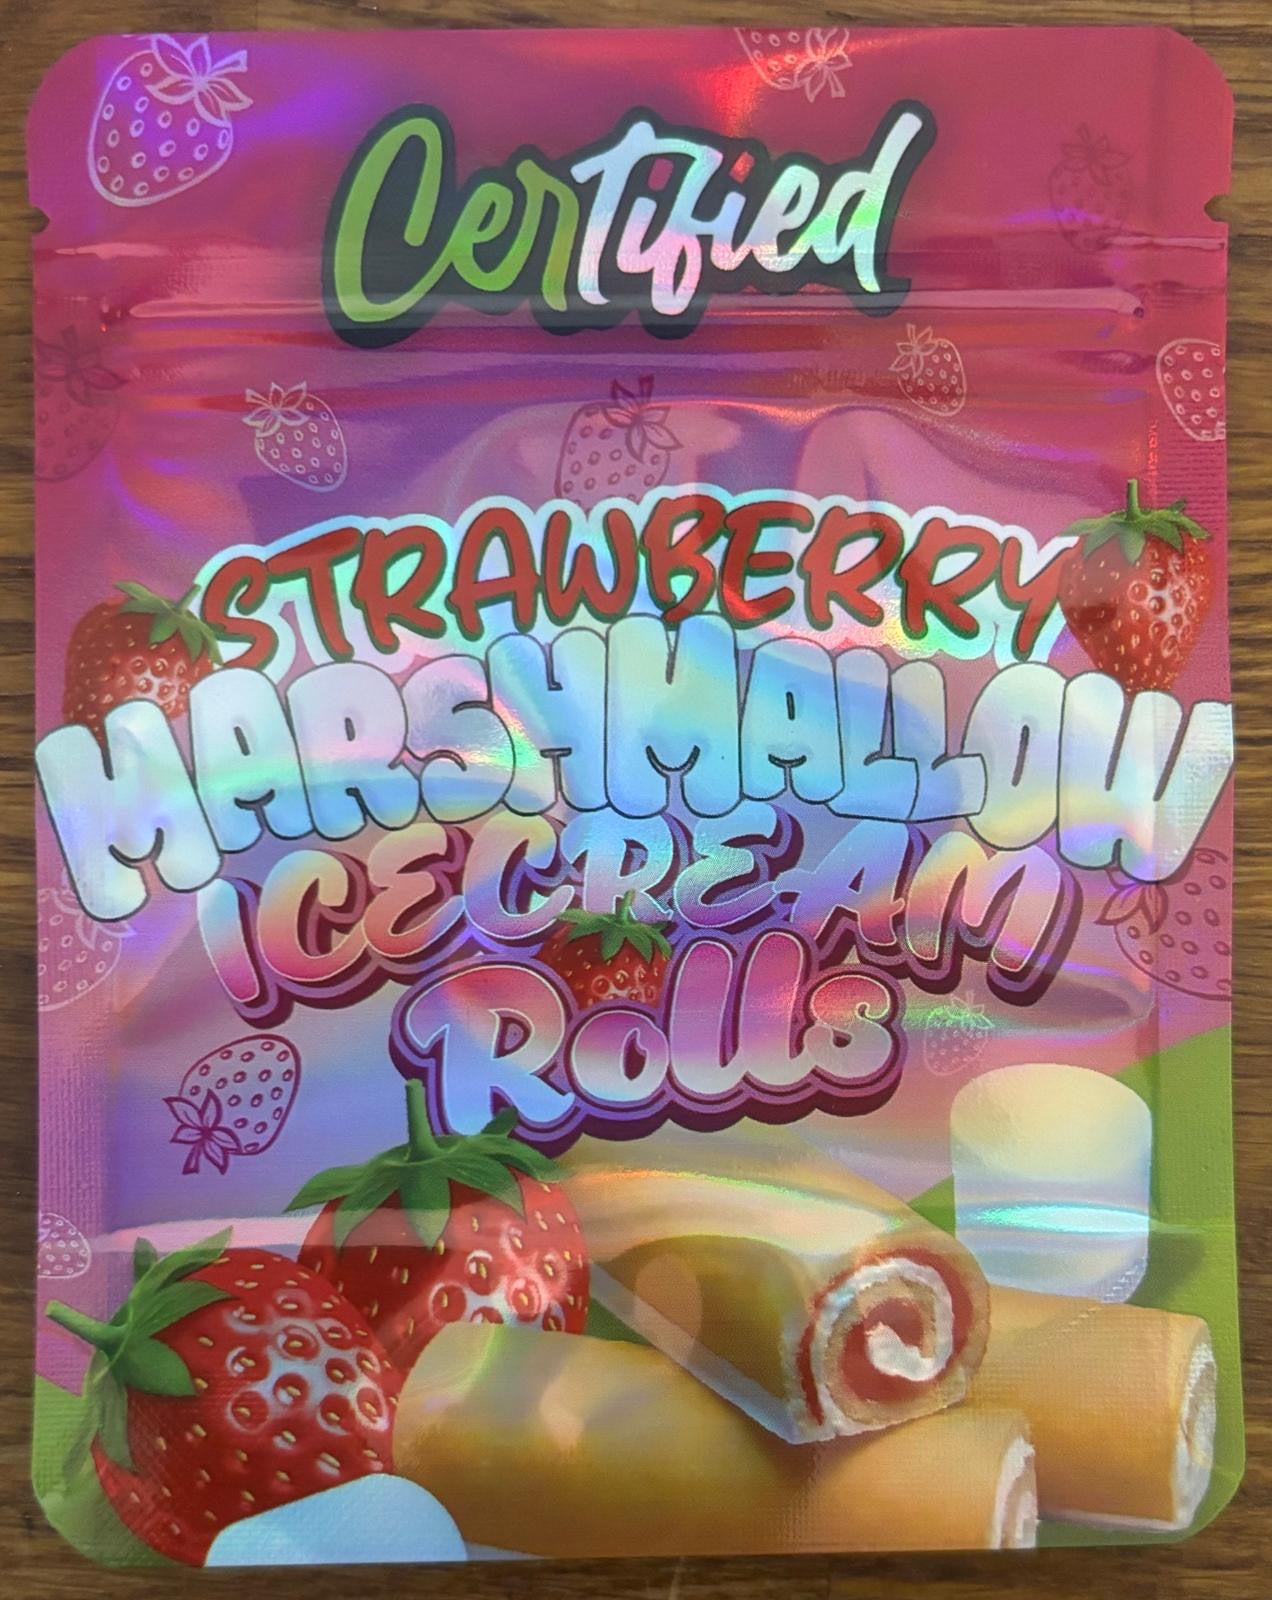 Certified
STRAWBERRY
MARSHMALLOW
ICECREAM
Rolls